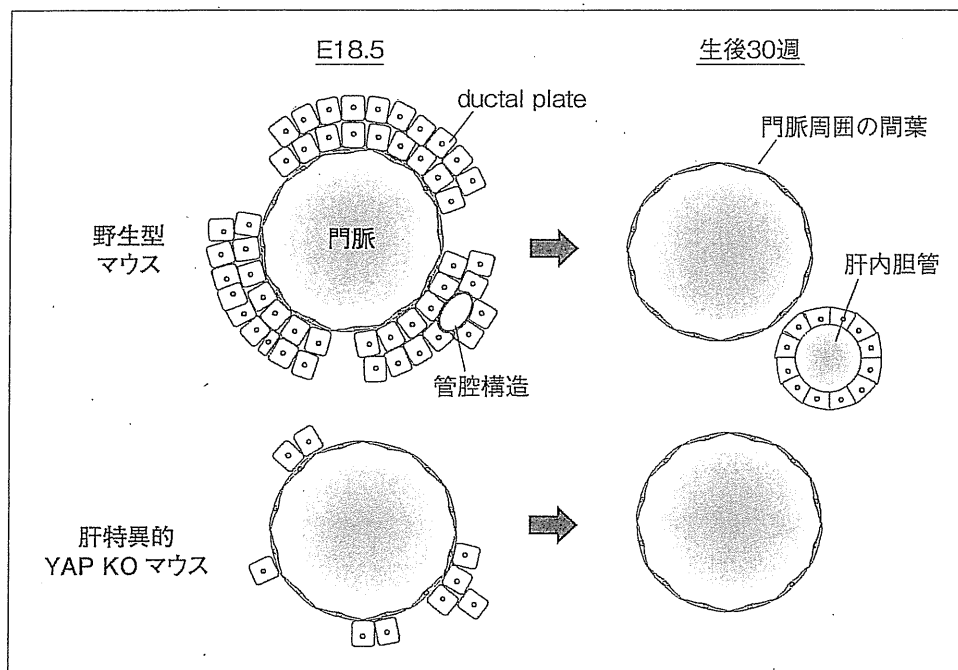 E18.5
生後30週
ductal plate
門脈周囲の間葉
野生型
マウス
門脈
肝内胆管
管腔構造
肝特異的
YAP KO マウス